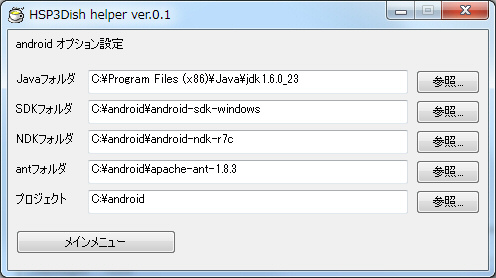 HSP3Dish helper ver.0.1
android オプション設定
Javaフォルダ C:¥Program Files (x86)¥Java¥jdk1.6.0_23 参照...
SDKフォルダ C:¥android¥android-sdk-windows 参照...
NDKフォルダ C:¥android¥android-ndk-r7c 参照...
antフォルダ C:¥android¥apache-ant-1.8.3 参照...
プロジェクト C:¥android 参照...
メインメニュー